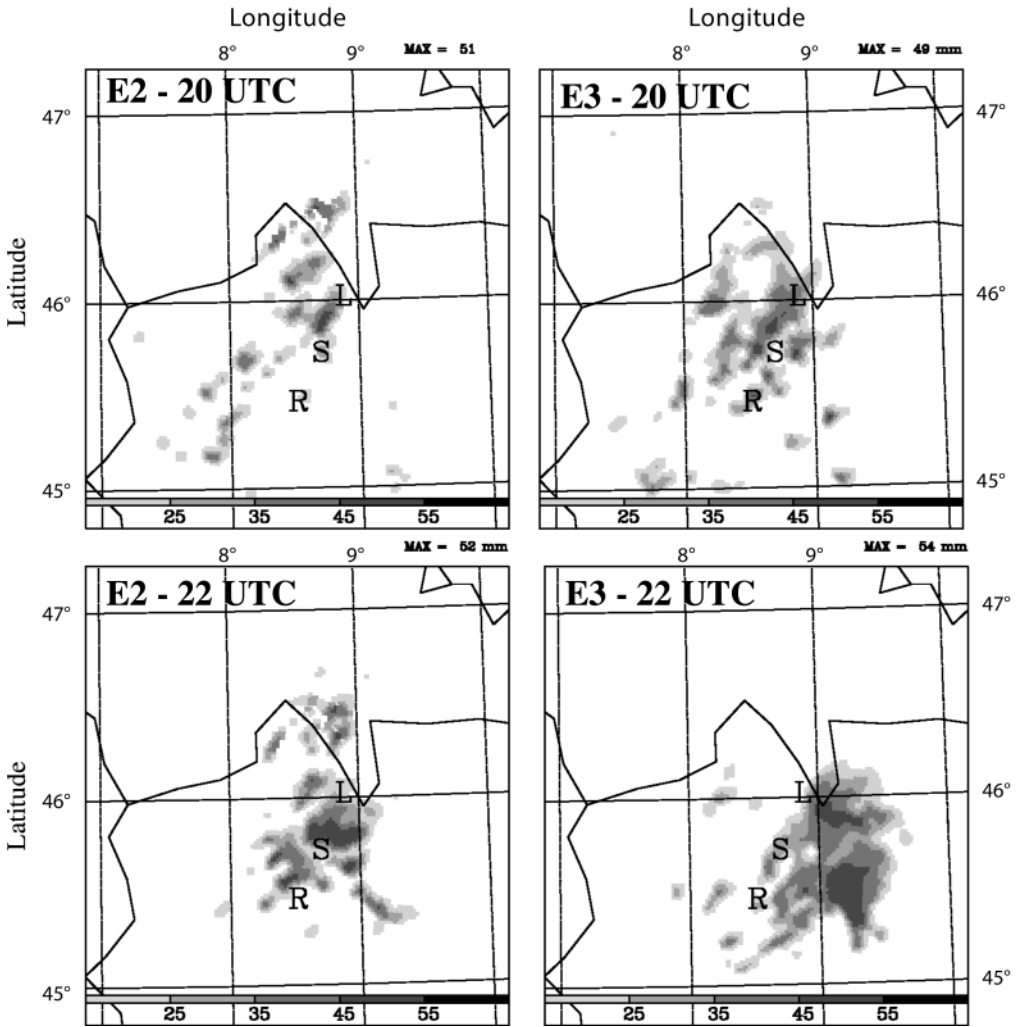 Longitude
Longitude
8°
9°
MAX = 51
8°
9°
MAX = 49 mm
E2 - 20 UTC
E3 - 20 UTC
47°
47°
Latitude
46°
L
L
46°
S
S
R
R
45°
45°
25
35
45
55
25
35
45
55
8°
9°
MAX = 52 mm
8°
9°
MAX = 54 mm
E2 - 22 UTC
E3 - 22 UTC
47°
47°
Latitude
46°
L
L
46°
S
S
R
R
45°
45°
25
35
45
55
25
35
45
55